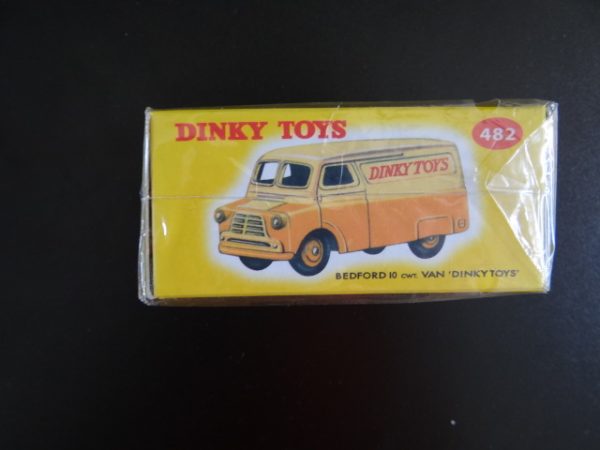 DINKY TOYS
482
DINKY TOYS
BEDFORD 10 CWT. VAN 'DINKY TOYS'